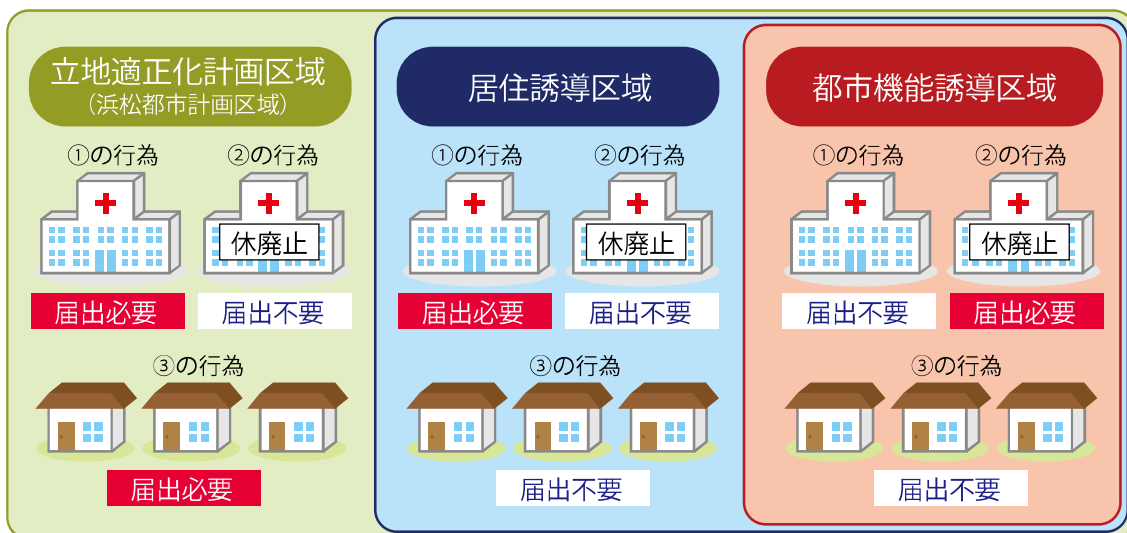 立地適正化計画区域
（浜松都市計画区域）
①の行為
②の行為
休廃止
届出必要
届出不要
③の行為
届出必要
居住誘導区域
①の行為
②の行為
休廃止
届出必要
届出不要
③の行為
届出不要
都市機能誘導区域
①の行為
②の行為
休廃止
届出不要
届出必要
③の行為
届出不要